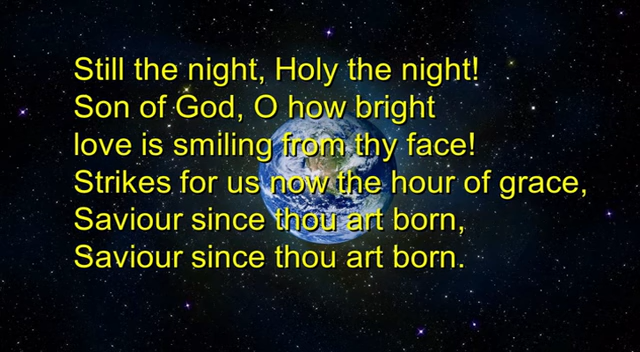 Still the night, Holy the night!
Son of God, O how bright
love is smiling from thy face!
Strikes for us now the hour of grace,
Saviour since thou art born,
Saviour since thou art born.